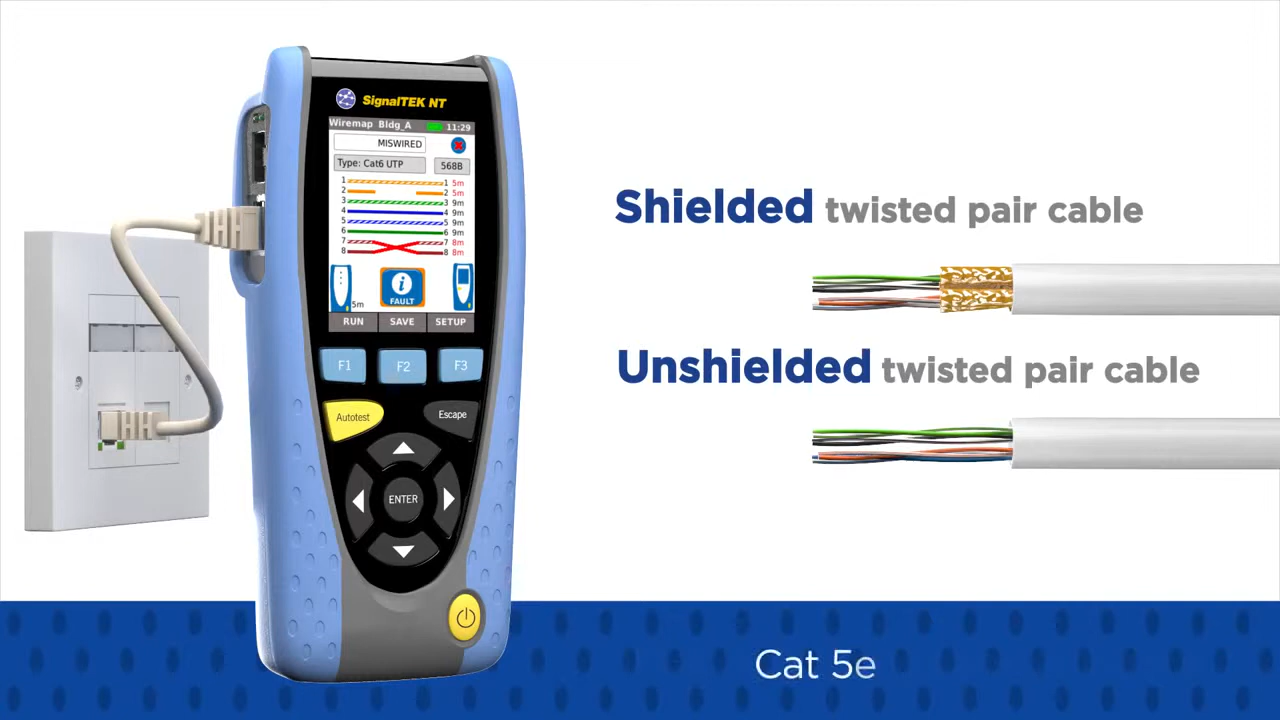 SignalTEK NT
Wiremap Bldg_A 11:29
MISWIRED
Type: Cat6 UTP 568B
1 1 5m
2 2 5m
3 3 9m
4 4 9m
5 5 9m
6 6 9m
7 7 8m
8 8 8m
i
FAULT
5m
RUN SAVE SETUP
F1 F2 F3
Autotest Escape
ENTER
Shielded twisted pair cable
Unshielded twisted pair cable
Cat 5e